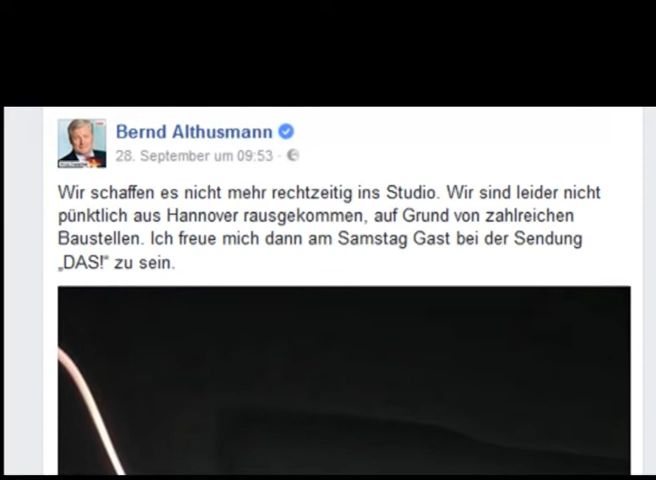 Bernd Althusmann
28. September um 09:53 ·
Wir schaffen es nicht mehr rechtzeitig ins Studio. Wir sind leider nicht
pünktlich aus Hannover rausgekommen, auf Grund von zahlreichen
Baustellen. Ich freue mich dann am Samstag Gast bei der Sendung
„DAS!“ zu sein.